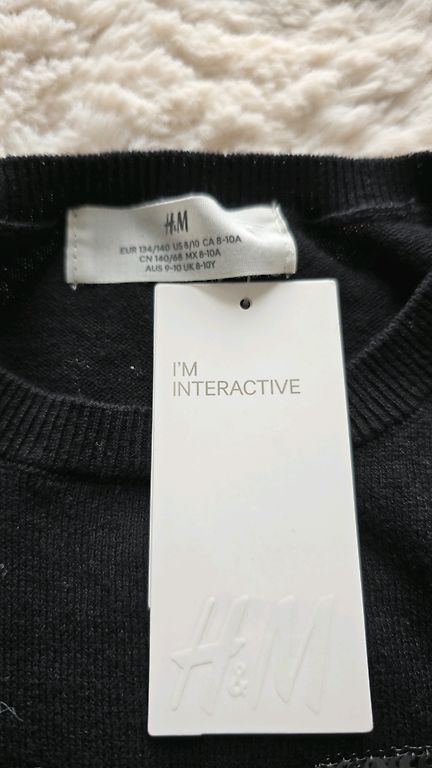 H&M
EUR 134/140 US 8/10 CA 8-10A
CN 140/68 MX 8-10A
AUS 9-10 UK 8-10Y
I'M
INTERACTIVE
H&M